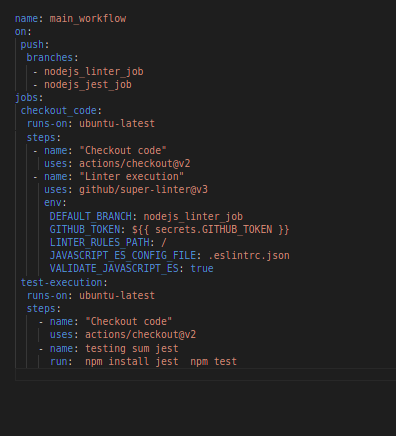 name: main_workflow
on:
push:
branches:
- nodejs_linter_job
- nodejs_jest_job
jobs:
checkout_code:
runs-on: ubuntu-latest
steps:
- name: "Checkout code"
uses: actions/checkout@v2
- name: "Linter execution"
uses: github/super-linter@v3
env:
DEFAULT_BRANCH: nodejs_linter_job
GITHUB_TOKEN: ${{ secrets.GITHUB_TOKEN }}
LINTER_RULES_PATH: /
JAVASCRIPT_ES_CONFIG_FILE: .eslintrc.json
VALIDATE_JAVASCRIPT_ES: true
test-execution:
runs-on: ubuntu-latest
steps:
- name: "Checkout code"
uses: actions/checkout@v2
- name: testing sum jest
run:  npm install jest  npm test